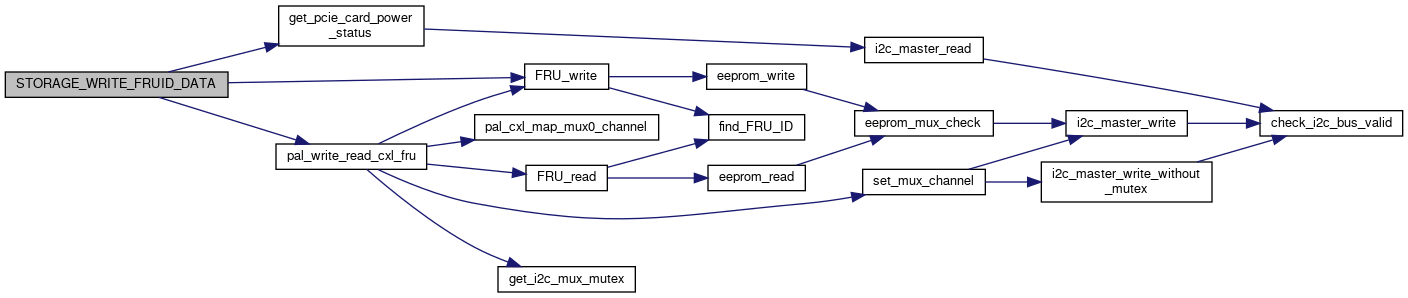 get_pcie_card_power
_status
i2c_master_read
STORAGE_WRITE_FRUID_DATA
FRU_write
eeprom_write
pal_cxl_map_mux0_channel
find_FRU_ID
eeprom_mux_check
i2c_master_write
check_i2c_bus_valid
pal_write_read_cxl_fru
FRU_read
eeprom_read
set_mux_channel
i2c_master_write_without
_mutex
get_i2c_mux_mutex